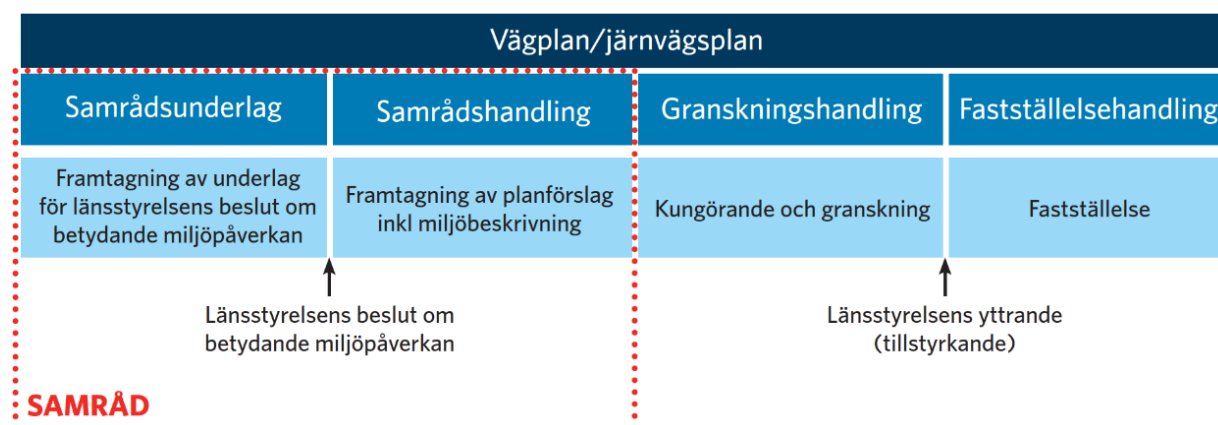 Vägplan/järnvägsplan
Samrådsunderlag
Samrådshandling
Granskningshandling
Fastställelsehandling
Framtagning av underlag
för länsstyrelsens beslut om
betydande miljöpåverkan
Framtagning av planförslag
inkl miljöbeskrivning
Kungörande och granskning
Fastställelse
Länsstyrelsens beslut om
betydande miljöpåverkan
Länsstyrelsens yttrande
(tillstyrkande)
SAMRÅD